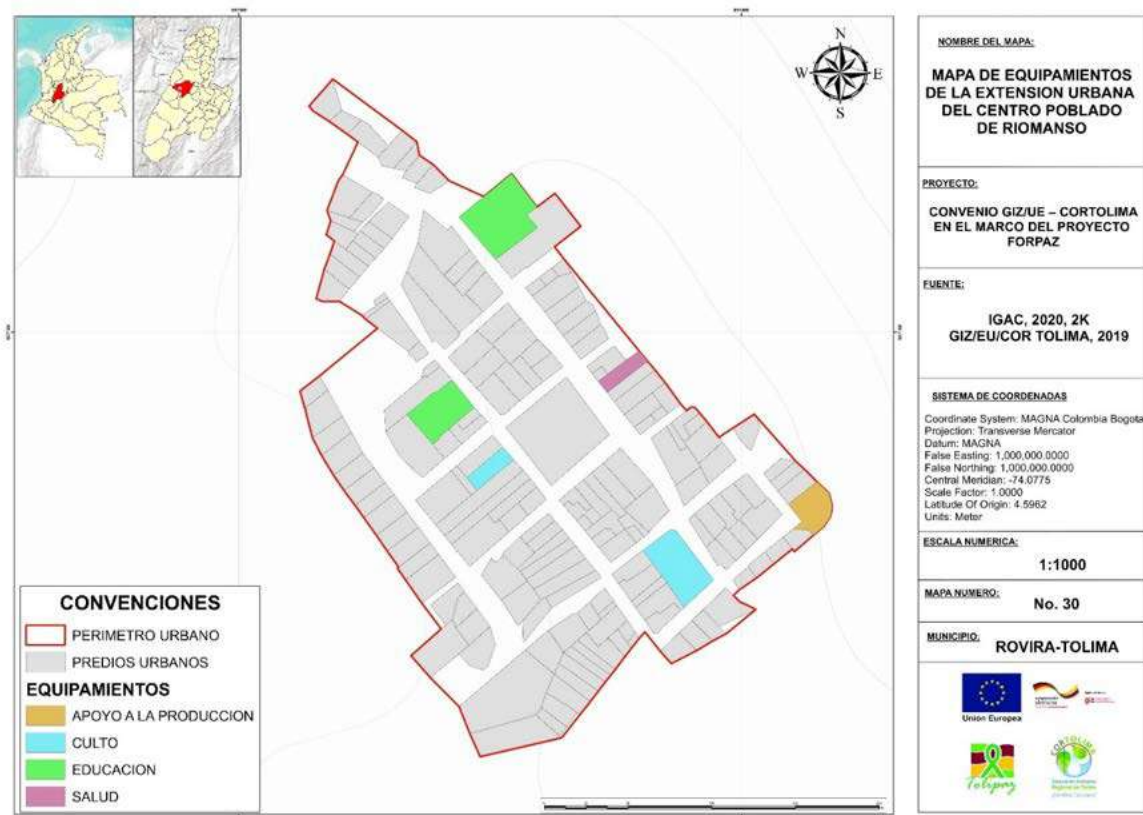 N
W
E
S
CONVENCIONES
PERIMETRO URBANO
PREDIOS URBANOS
EQUIPAMIENTOS
APOYO A LA PRODUCCION
CULTO
EDUCACION
SALUD
NOMBRE DEL MAPA:
MAPA DE EQUIPAMIENTOS
DE LA EXTENSION URBANA
DEL CENTRO POBLADO
DE RIOMANSO
PROYECTO:
CONVENIO GIZ/UE – CORTOLIMA
EN EL MARCO DEL PROYECTO
FORPAZ
FUENTE:
IGAC, 2020, 2K
GIZ/EU/COR TOLIMA, 2019
SISTEMA DE COORDENADAS
Coordinate System: MAGNA Colombia Bogota
Projection: Transverse Mercator
Datum: MAGNA
False Easting: 1,000,000.0000
False Northing: 1,000,000.0000
Central Meridian: -74.0775
Scale Factor: 1.0000
Latitude Of Origin: 4.5962
Units: Meter
ESCALA NUMERICA:
1:1000
MAPA NUMERO:
No. 30
MUNICIPIO:
ROVIRA-TOLIMA
Union Europea
giz
Tolipaz
CORTOLIMA